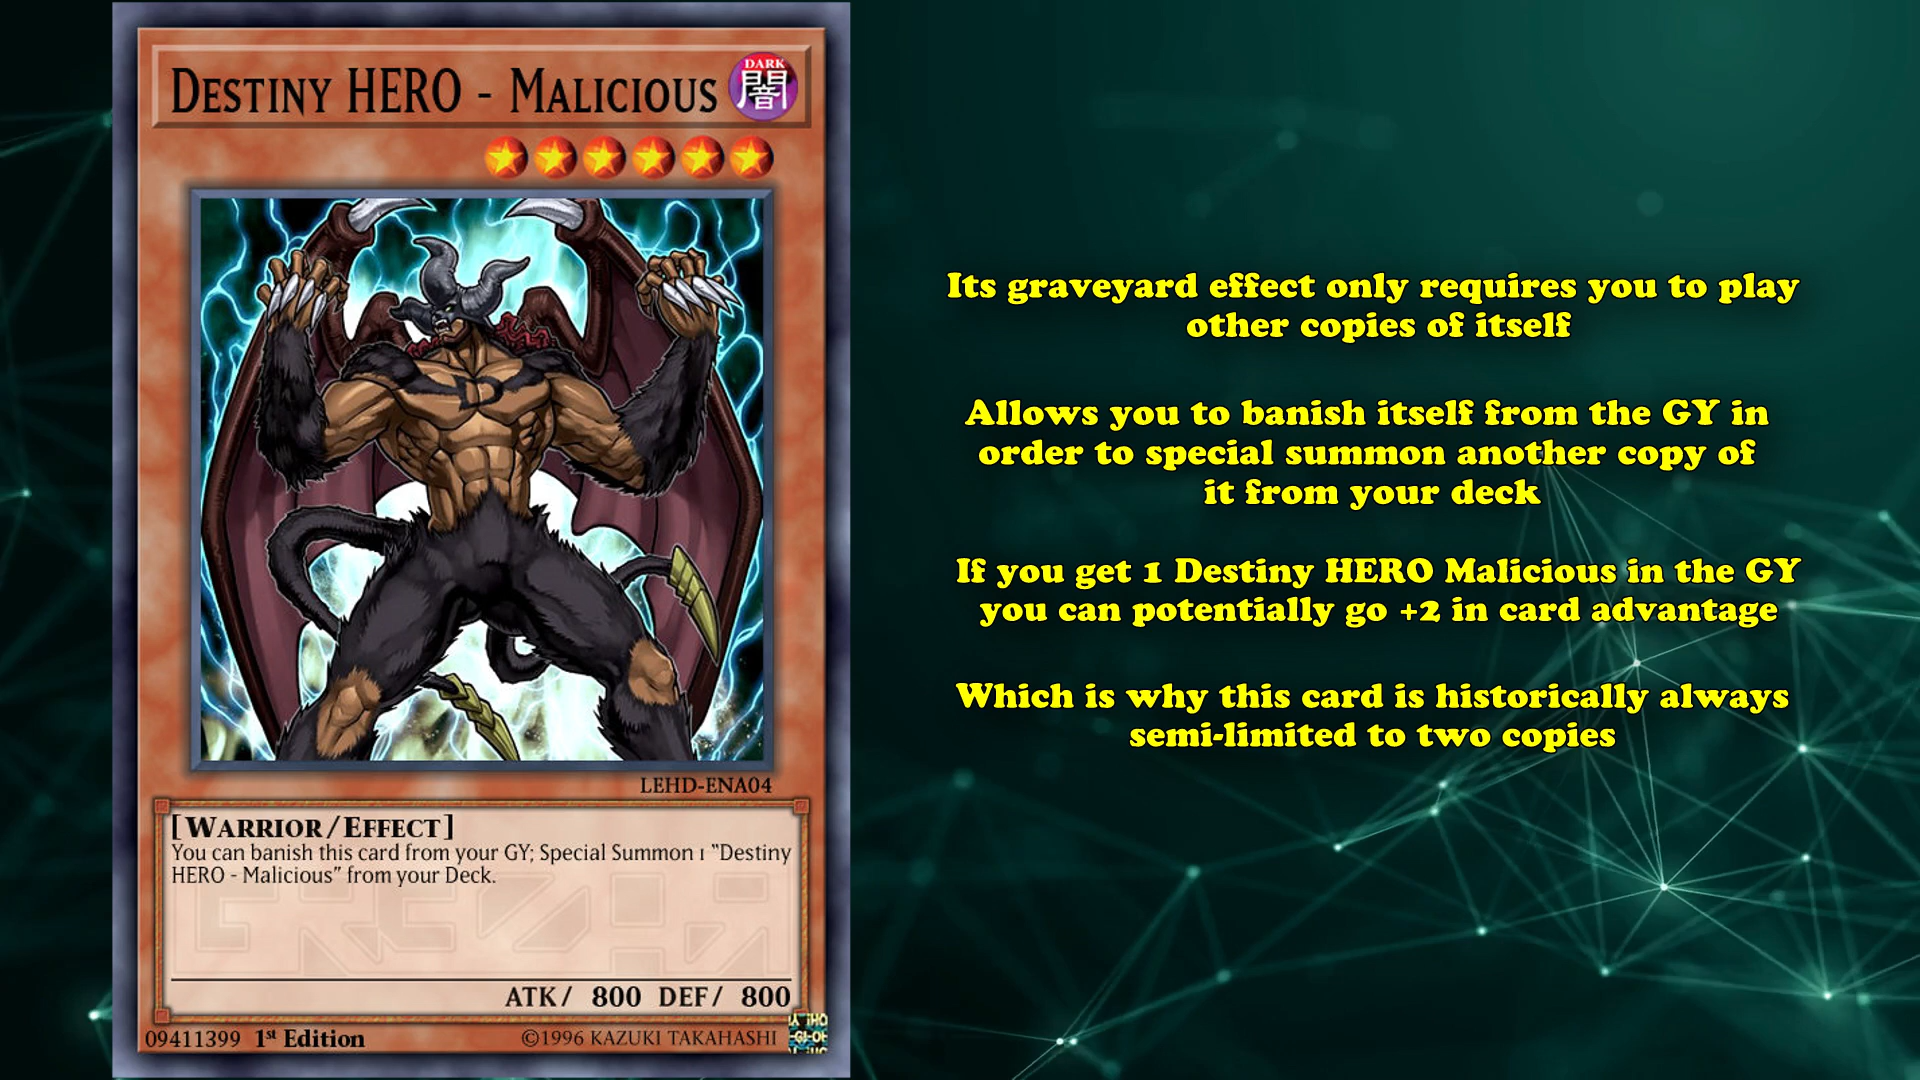 DESTINY HERO - MALICIOUS
DARK
闇
D
LEHD-ENA04
[WARRIOR/EFFECT]
You can banish this card from your GY; Special Summon 1 "Destiny
HERO - Malicious" from your Deck.
ATK/ 800 DEF/ 800
09411399 1st Edition
©1996 KAZUKI TAKAHASHI
Its graveyard effect only requires you to play
other copies of itself
Allows you to banish itself from the GY in
order to special summon another copy of
it from your deck
If you get 1 Destiny HERO Malicious in the GY
you can potentially go +2 in card advantage
Which is why this card is historically always
semi-limited to two copies